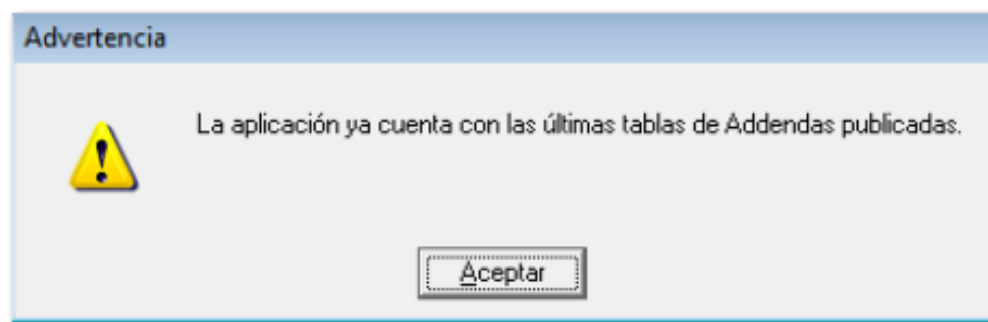 Advertencia
La aplicación ya cuenta con las últimas tablas de Addendas publicadas.
Aceptar